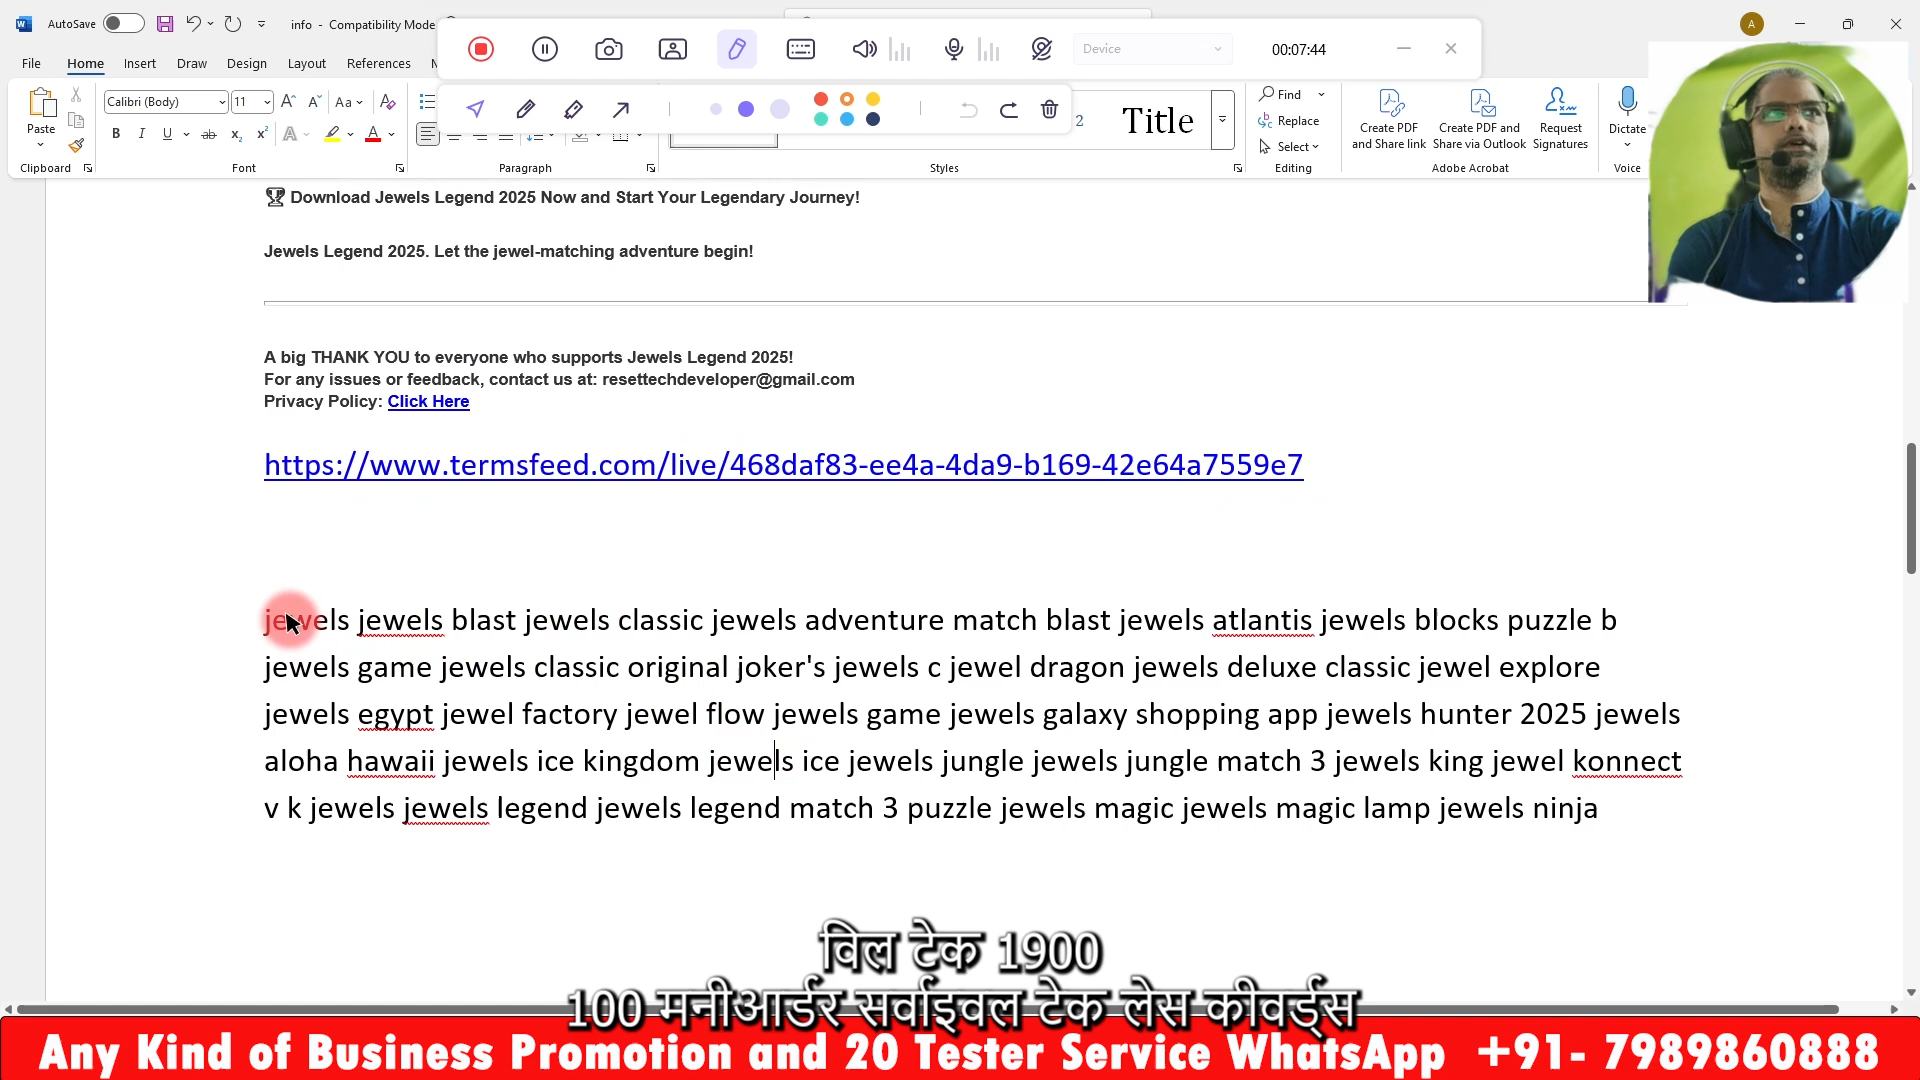 AutoSave
info - Compatibility Mode
A
Device
00:07:44
File Home Insert Draw Design Layout References
Paste
Calibri (Body) 11
Aa
B I U ab x₂ x² A A
Title
2
Find
Replace
Select
Create PDF and Share link
Create PDF and Share via Outlook
Request Signatures
Dictate
Clipboard Font Paragraph Styles Editing Adobe Acrobat Voice
🏆 Download Jewels Legend 2025 Now and Start Your Legendary Journey!
Jewels Legend 2025. Let the jewel-matching adventure begin!
A big THANK YOU to everyone who supports Jewels Legend 2025!
For any issues or feedback, contact us at: resettechdeveloper@gmail.com
Privacy Policy: Click Here
https://www.termsfeed.com/live/468daf83-ee4a-4da9-b169-42e64a7559e7
jewels jewels blast jewels classic jewels adventure match blast jewels atlantis jewels blocks puzzle b
jewels game jewels classic original joker's jewels c jewel dragon jewels deluxe classic jewel explore
jewels egypt jewel factory jewel flow jewels game jewels galaxy shopping app jewels hunter 2025 jewels
aloha hawaii jewels ice kingdom jewels ice jewels jungle jewels jungle match 3 jewels king jewel konnect
v k jewels jewels legend jewels legend match 3 puzzle jewels magic jewels magic lamp jewels ninja
विल टेक 1900
100 मनीआर्डर सर्वाइवल टेक लेस कीवर्ड्स
Any Kind of Business Promotion and 20 Tester Service WhatsApp +91- 7989860888